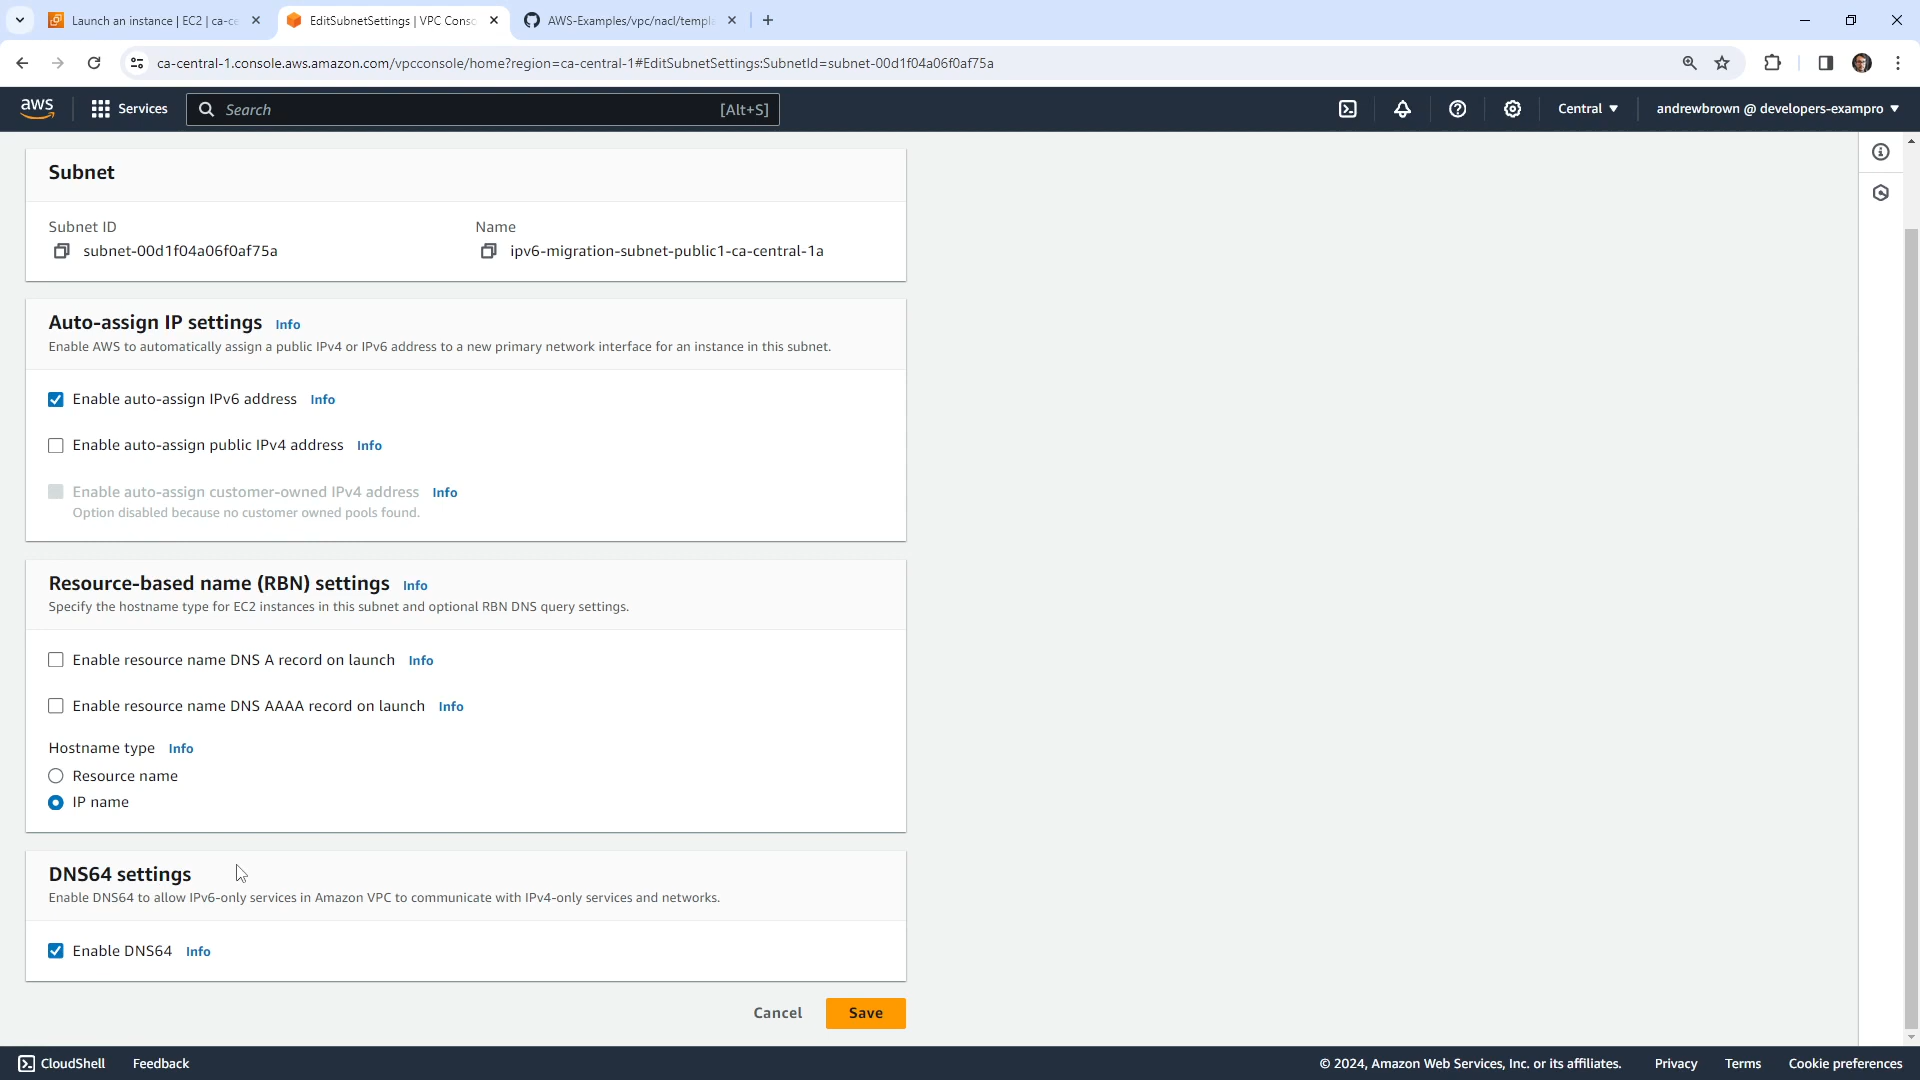 Launch an instance | EC2 | ca-ce
EditSubnetSettings | VPC Conso
AWS-Examples/vpc/nacl/templa
ca-central-1.console.aws.amazon.com/vpcconsole/home?region=ca-central-1#EditSubnetSettings:SubnetId=subnet-00d1f04a06f0af75a
aws Services Search [Alt+S] Central andrewbrown @ developers-exampro
Subnet
Subnet ID
subnet-00d1f04a06f0af75a
Name
ipv6-migration-subnet-public1-ca-central-1a
Auto-assign IP settings Info
Enable AWS to automatically assign a public IPv4 or IPv6 address to a new primary network interface for an instance in this subnet.
Enable auto-assign IPv6 address Info
Enable auto-assign public IPv4 address Info
Enable auto-assign customer-owned IPv4 address Info
Option disabled because no customer owned pools found.
Resource-based name (RBN) settings Info
Specify the hostname type for EC2 instances in this subnet and optional RBN DNS query settings.
Enable resource name DNS A record on launch Info
Enable resource name DNS AAAA record on launch Info
Hostname type Info
Resource name
IP name
DNS64 settings
Enable DNS64 to allow IPv6-only services in Amazon VPC to communicate with IPv4-only services and networks.
Enable DNS64 Info
Cancel Save
CloudShell Feedback © 2024, Amazon Web Services, Inc. or its affiliates. Privacy Terms Cookie preferences